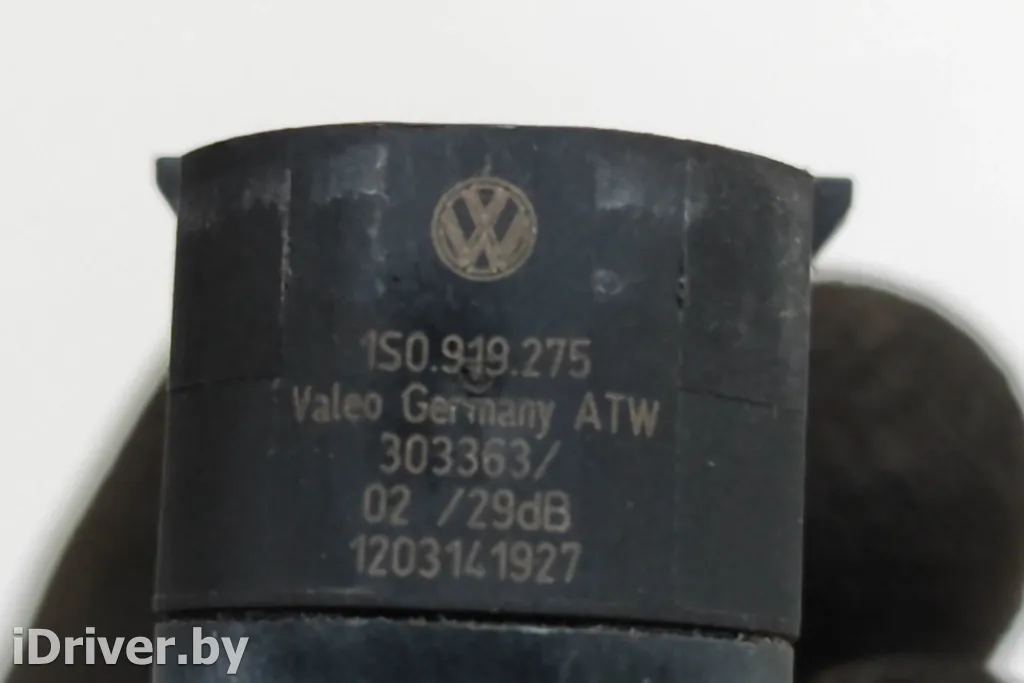 1S0.919.275
Valeo Germany ATW
303363/
02 /29dB
1203141927
iDriver.by